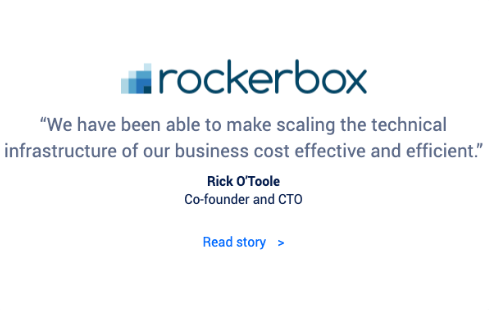 rockerbox
“We have been able to make scaling the technical
infrastructure of our business cost effective and efficient.”
Rick O'Toole
Co-founder and CTO
Read story >